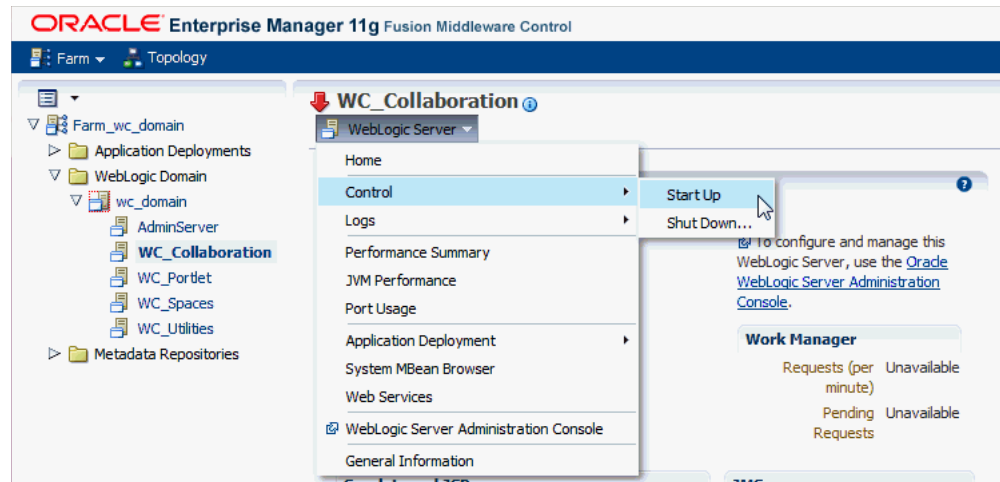 ORACLE Enterprise Manager 11g Fusion Middleware Control
Farm
Topology
Farm_wc_domain
Application Deployments
WebLogic Domain
wc_domain
AdminServer
WC_Collaboration
WC_Portlet
WC_Spaces
WC_Utilities
Metadata Repositories
WC_Collaboration
WebLogic Server
Home
Control
Logs
Performance Summary
JVM Performance
Port Usage
Application Deployment
System MBean Browser
Web Services
WebLogic Server Administration Console
General Information
Start Up
Shut Down...
To configure and manage this
WebLogic Server, use the Oracle
WebLogic Server Administration
Console.
Work Manager
Requests (per
minute)
Unavailable
Pending
Requests
Unavailable